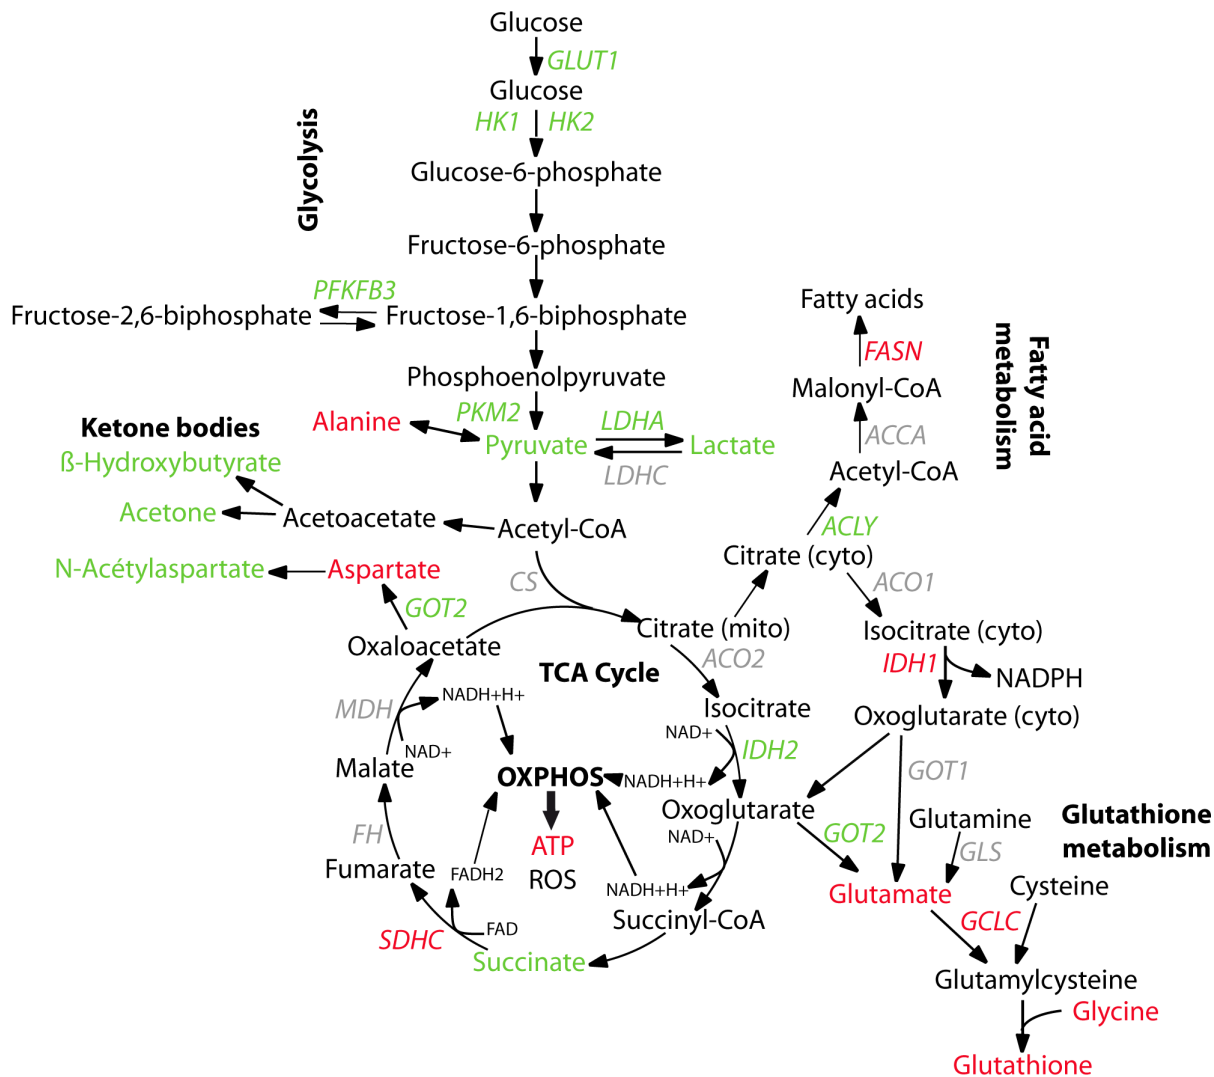 Glucose
GLUT1
Glucose
HK1 HK2
Glycolysis
Glucose-6-phosphate
Fructose-6-phosphate
PFKFB3
Fructose-2,6-biphosphate
Fructose-1,6-biphosphate
Phosphoenolpyruvate
Alanine
PKM2
LDHA
Pyruvate
Lactate
LDHC
Ketone bodies
ß-Hydroxybutyrate
Acetone
Acetoacetate
Acetyl-CoA
N-Acétylaspartate
Aspartate
GOT2
CS
Oxaloacetate
Citrate (mito)
Fatty acids
FASN
Malonyl-CoA
ACCA
Acetyl-CoA
Fatty acid
metabolism
ACLY
Citrate (cyto)
ACO1
Isocitrate (cyto)
IDH1
NADPH
Oxoglutarate (cyto)
TCA Cycle
ACO2
Isocitrate
MDH
NADH+H+
NAD+
NAD+
IDH2
Malate
OXPHOS
NADH+H+
Oxoglutarate
GOT1
Glutamine
Glutathione
metabolism
FH
ATP
ROS
NAD+
GOT2
GLS
Fumarate
FADH2
NADH+H+
Glutamate
Cysteine
SDHC
FAD
Succinyl-CoA
GCLC
Succinate
Glutamylcysteine
Glycine
Glutathione